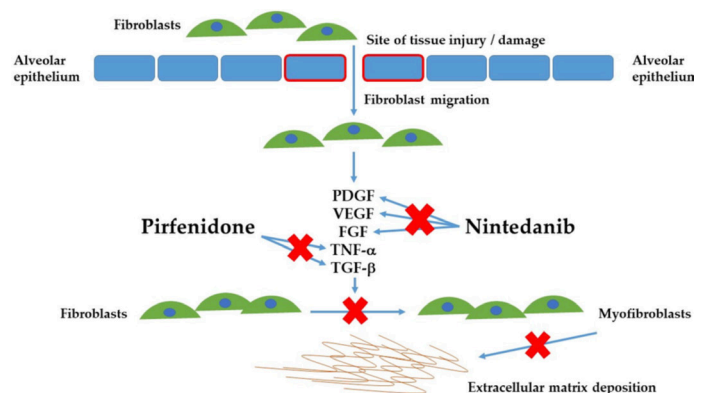 Fibroblasts
Site of tissue injury / damage
Alveolar
epithelium
Alveolar
epithelium
Fibroblast migration
PDGF
VEGF
FGF
TNF-α
TGF-β
Pirfenidone
Nintedanib
Fibroblasts
Myofibroblasts
Extracellular matrix deposition